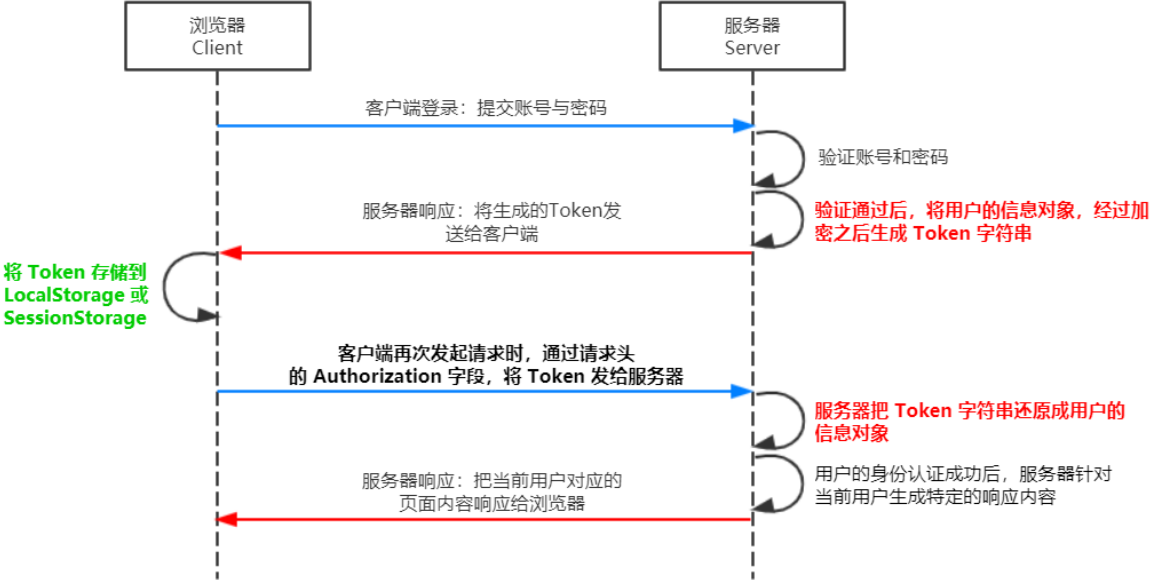 浏览器
Client
服务器
Server
客户端登录：提交账号与密码
验证账号和密码
验证通过后，将用户的信息对象，经过加
密之后生成 Token 字符串
服务器响应：将生成的Token发
送给客户端
将 Token 存储到
LocalStorage 或
SessionStorage
客户端再次发起请求时，通过请求头
的 Authorization 字段，将 Token 发给服务器
服务器把 Token 字符串还原成用户的
信息对象
用户的身份认证成功后，服务器针对
当前用户生成特定的响应内容
服务器响应：把当前用户对应的
页面内容响应给浏览器